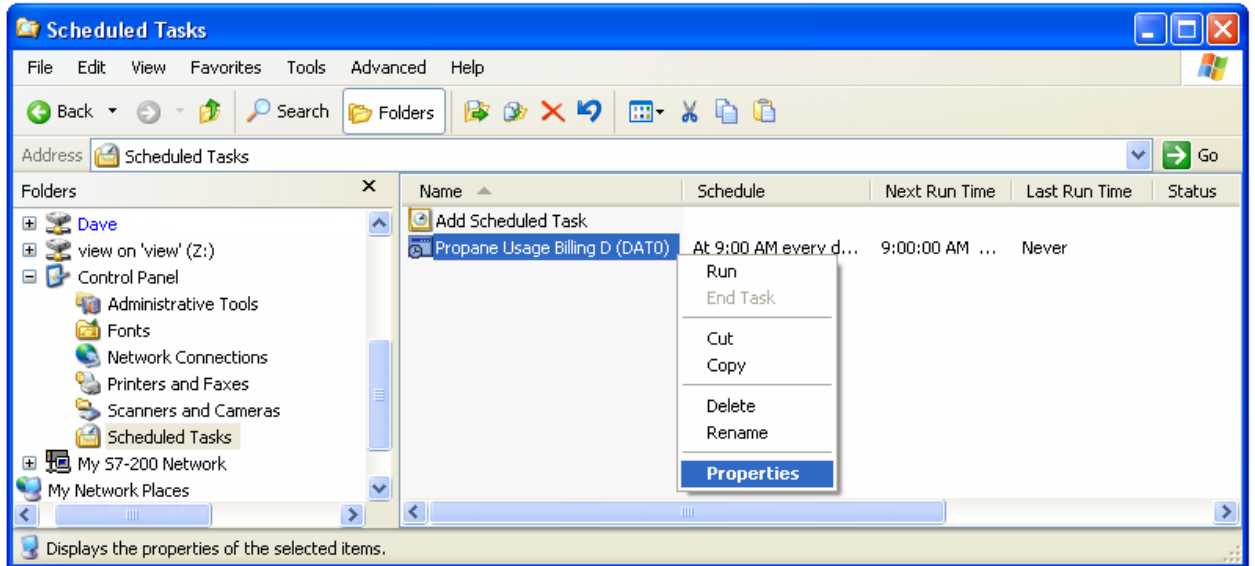 Scheduled Tasks
File Edit View Favorites Tools Advanced Help
Back Search Folders
Address Scheduled Tasks Go
Folders
Dave
view on 'view' (Z:)
Control Panel
Administrative Tools
Fonts
Network Connections
Printers and Faxes
Scanners and Cameras
Scheduled Tasks
My S7-200 Network
My Network Places
Name Schedule Next Run Time Last Run Time Status
Add Scheduled Task
Propane Usage Billing D (DAT0) At 9:00 AM every d... 9:00:00 AM ... Never
Run
End Task
Cut
Copy
Delete
Rename
Properties
Displays the properties of the selected items.